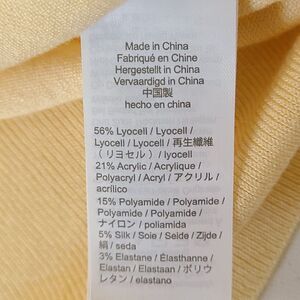 Made in China
Fabriqué en Chine
Hergestellt in China
Vervaardigd in China
中国製
hecho en china
56% Lyocell / Lyocell /
Lyocell / Lyocell / 再生繊維
( リヨセル ) / lyocell
21% Acrylic / Acrylique /
Polyacryl / Acryl / アクリル /
acrílico
15% Polyamide / Polyamide /
Polyamide / Polyamide /
ナイロン / poliamida
5% Silk / Soie / Seide / Zijde /
絹 / seda
3% Elastane / Élasthanne /
Elastan / Elastaan / ポリウ
レタン / elastano